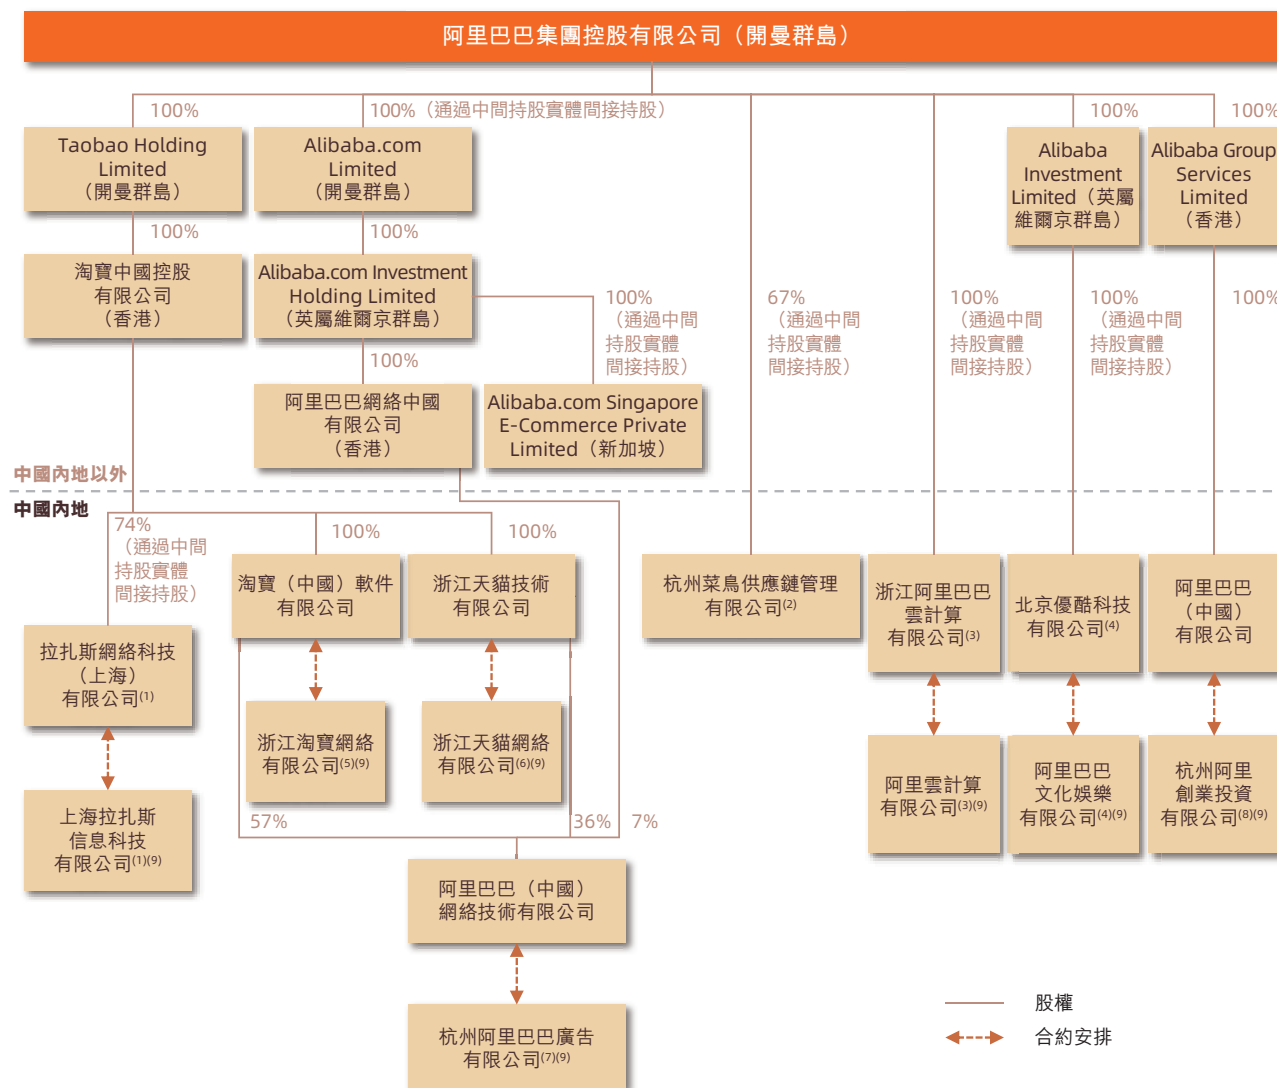 阿里巴巴集團控股有限公司（開曼群島）
100%
100%（通過中間持股實體間接持股）
100%
100%
Taobao Holding
Limited
（開曼群島）
Alibaba.com
Limited
（開曼群島）
Alibaba
Investment
Limited（英屬
維爾京群島）
Alibaba Group
Services
Limited
（香港）
100%
100%
淘寶中國控股
有限公司
（香港）
Alibaba.com Investment
Holding Limited
（英屬維爾京群島）
100%
（通過中間
持股實體
間接持股）
67%
（通過中間
持股實體
間接持股）
100%
（通過中間
持股實體
間接持股）
100%
（通過中間
持股實體
間接持股）
100%
100%
阿里巴巴網絡中國
有限公司
（香港）
Alibaba.com Singapore
E-Commerce Private
Limited（新加坡）
中國內地以外
中國內地
74%
（通過中間
持股實體
間接持股）
100%
100%
淘寶（中國）軟件
有限公司
浙江天貓技術
有限公司
杭州菜鳥供應鏈管理
有限公司(2)
浙江阿里巴巴
雲計算
有限公司(3)
北京優酷科技
有限公司(4)
阿里巴巴
（中國）
有限公司
拉扎斯網絡科技
（上海）
有限公司(1)
浙江淘寶網絡
有限公司(5)(9)
浙江天貓網絡
有限公司(6)(9)
阿里雲計算
有限公司(3)(9)
阿里巴巴
文化娛樂
有限公司(4)(9)
杭州阿里
創業投資
有限公司(8)(9)
上海拉扎斯
信息科技
有限公司(1)(9)
57%
36%
7%
阿里巴巴（中國）
網絡技術有限公司
杭州阿里巴巴廣告
有限公司(7)(9)
股權
合約安排